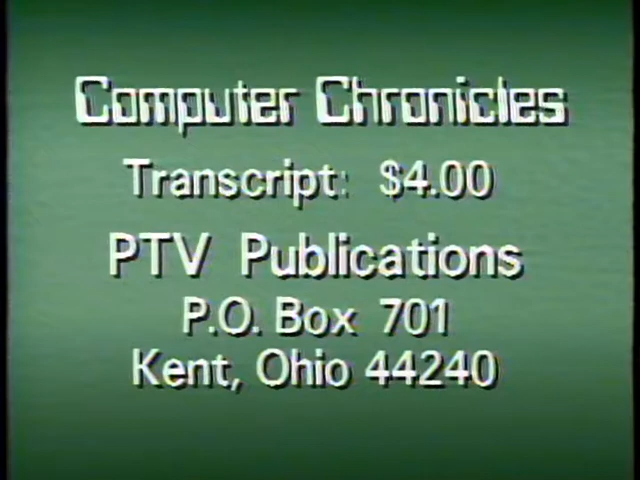 Computer Chronicles
Transcript: $4.00
PTV Publications
P.O. Box 701
Kent, Ohio 44240